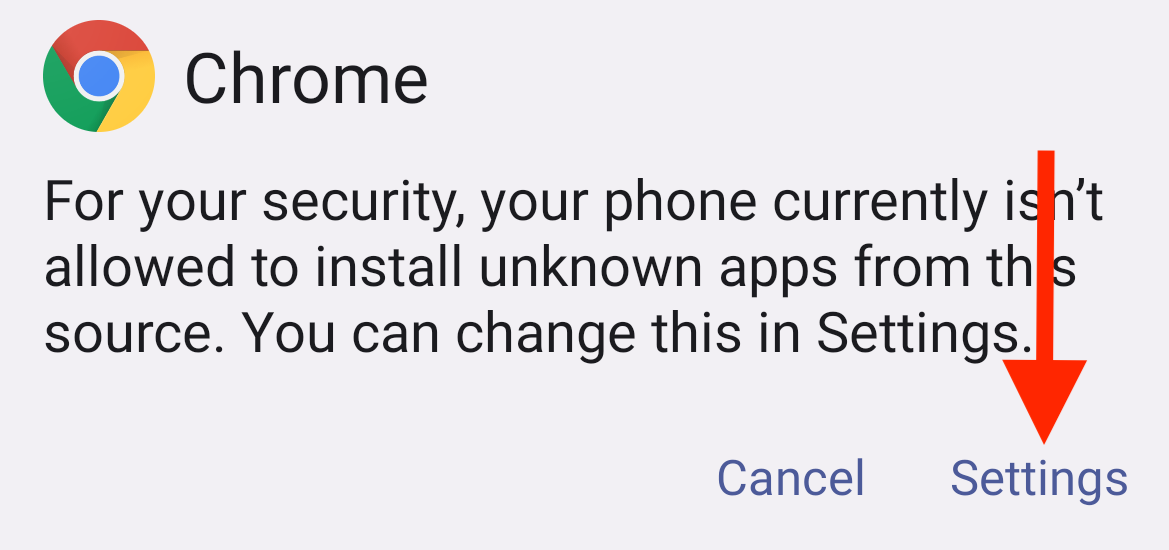 Chrome
For your security, your phone currently isn’t
allowed to install unknown apps from this
source. You can change this in Settings.
Cancel Settings